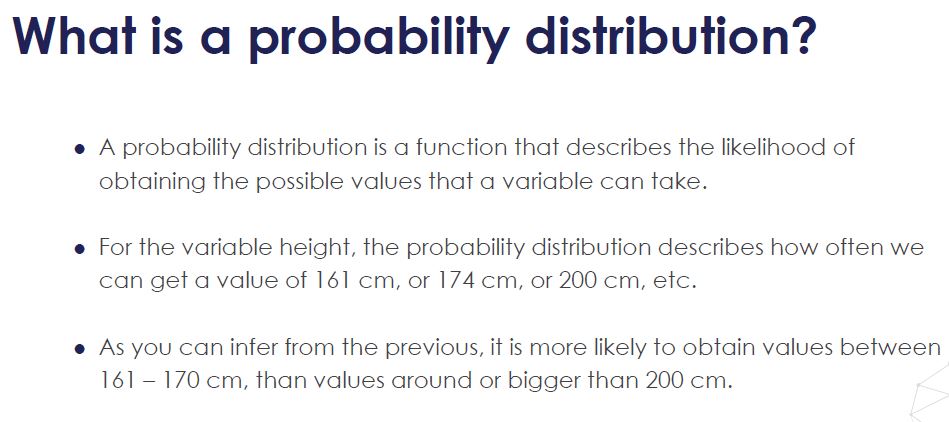 What is a probability distribution?
● A probability distribution is a function that describes the likelihood of
obtaining the possible values that a variable can take.
● For the variable height, the probability distribution describes how often we
can get a value of 161 cm, or 174 cm, or 200 cm, etc.
● As you can infer from the previous, it is more likely to obtain values between
161 – 170 cm, than values around or bigger than 200 cm.